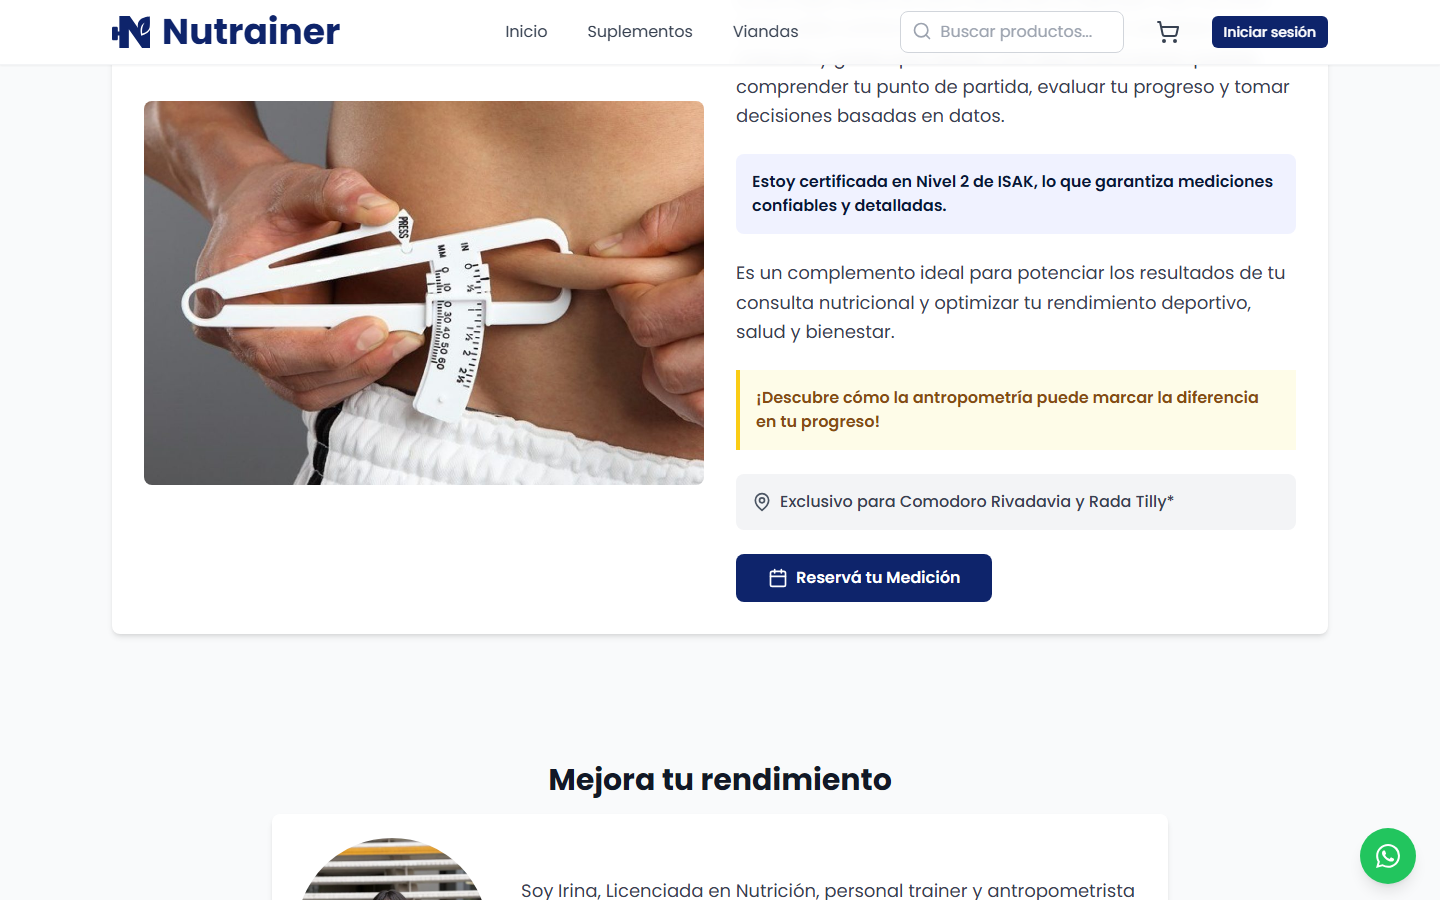 Nutrainer
Inicio
Suplementos
Viandas
Buscar productos...
Iniciar sesión
comprender tu punto de partida, evaluar tu progreso y tomar
decisiones basadas en datos.
PRESS
MM
IN
Estoy certificada en Nivel 2 de ISAK, lo que garantiza mediciones
confiables y detalladas.
Es un complemento ideal para potenciar los resultados de tu
consulta nutricional y optimizar tu rendimiento deportivo,
salud y bienestar.
¡Descubre cómo la antropometría puede marcar la diferencia
en tu progreso!
Exclusivo para Comodoro Rivadavia y Rada Tilly*
Reservá tu Medición
Mejora tu rendimiento
Soy Irina, Licenciada en Nutrición, personal trainer y antropometrista